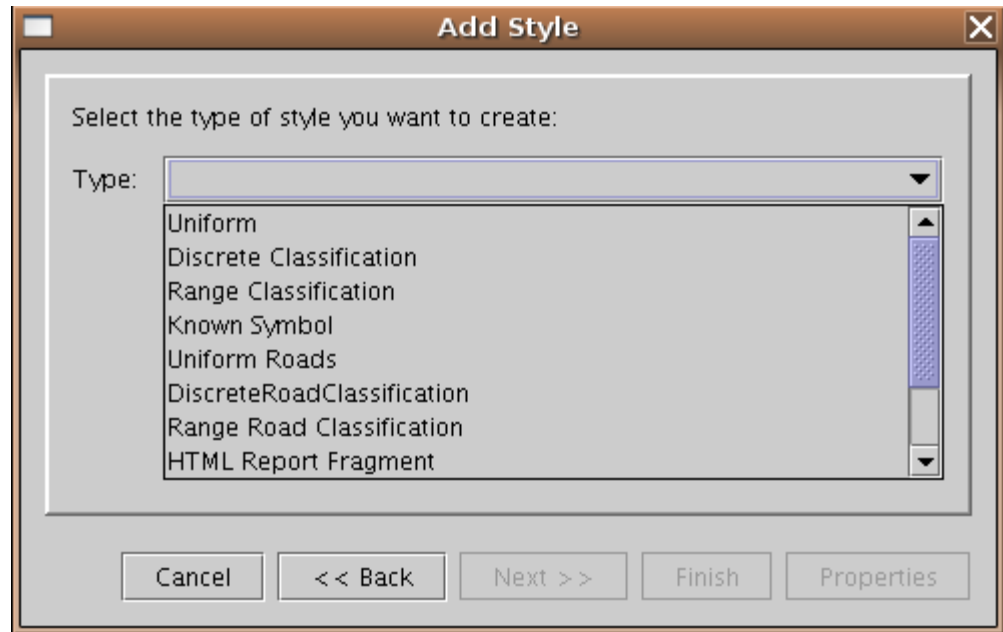 Add Style
Select the type of style you want to create:
Type:
Uniform
Discrete Classification
Range Classification
Known Symbol
Uniform Roads
DiscreteRoadClassification
Range Road Classification
HTML Report Fragment
Cancel
<< Back
Next >>
Finish
Properties